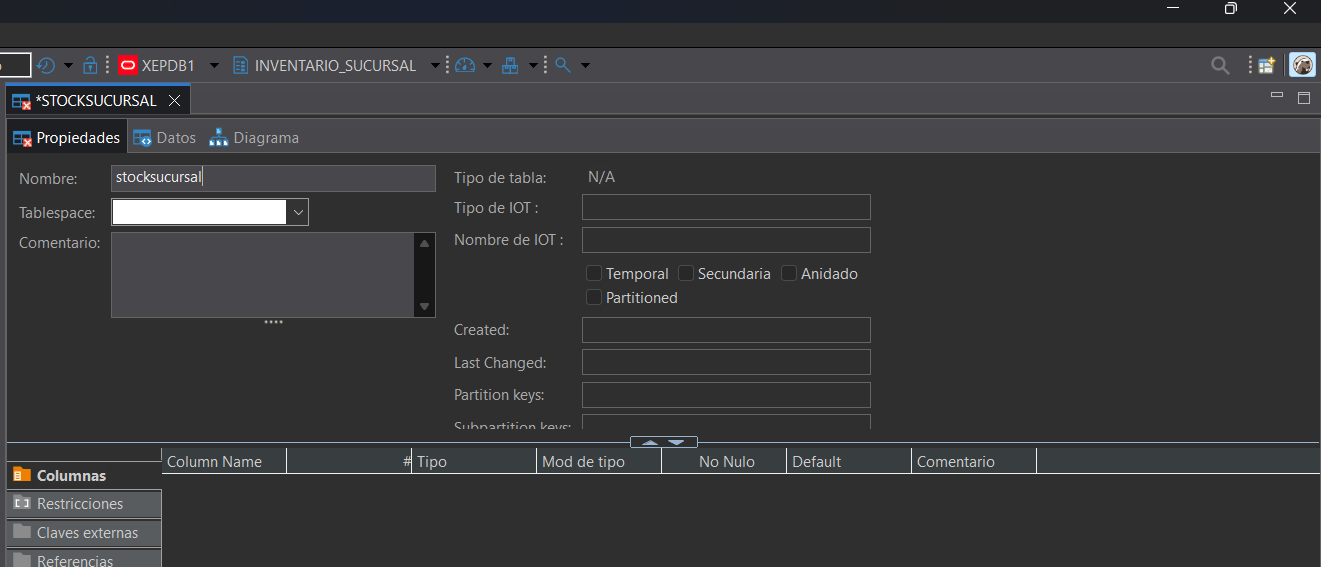 XEPDB1 INVENTARIO_SUCURSAL
*STOCKSUCURSAL
Propiedades Datos Diagrama
Nombre: stocksucursal
Tablespace:
Comentario:
Tipo de tabla: N/A
Tipo de IOT :
Nombre de IOT :
Temporal Secundaria Anidado
Partitioned
Created:
Last Changed:
Partition keys:
Subpartition keys:
Column Name # Tipo Mod de tipo No Nulo Default Comentario
Columnas
Restricciones
Claves externas
Referencias